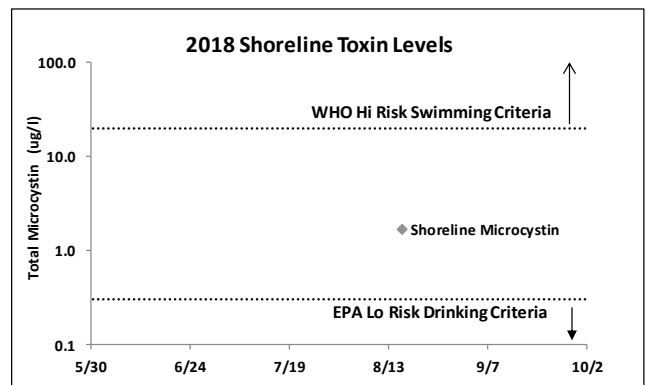 2018 Shoreline Toxin Levels
Total Microcystin (ug/l)
100.0
10.0
1.0
0.1
WHO Hi Risk Swimming Criteria
Shoreline Microcystin
EPA Lo Risk Drinking Criteria
5/30 6/24 7/19 8/13 9/7 10/2